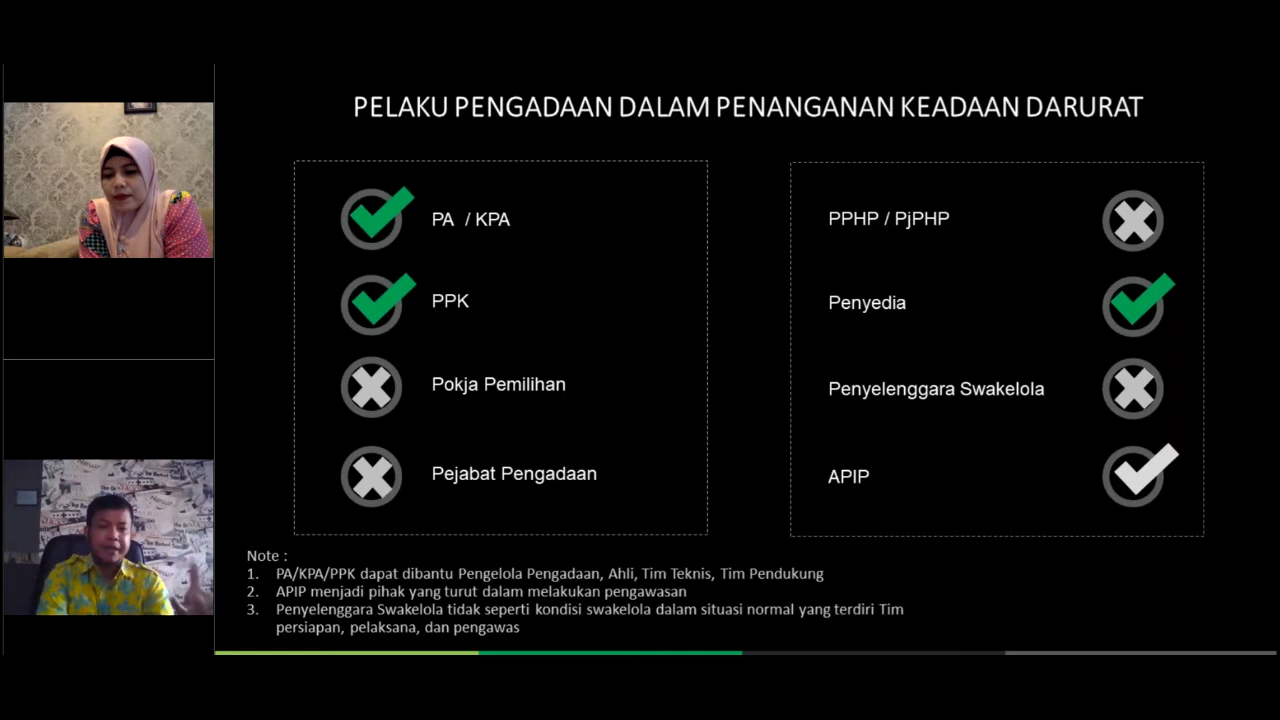 PELAKU PENGADAAN DALAM PENANGANAN KEADAAN DARURAT
PA / KPA
PPK
Pokja Pemilihan
Pejabat Pengadaan
PPHP / PjPHP
Penyedia
Penyelenggara Swakelola
APIP
Note :
1. PA/KPA/PPK dapat dibantu Pengelola Pengadaan, Ahli, Tim Teknis, Tim Pendukung
2. APIP menjadi pihak yang turut dalam melakukan pengawasan
3. Penyelenggara Swakelola tidak seperti kondisi swakelola dalam situasi normal yang terdiri Tim
persiapan, pelaksana, dan pengawas